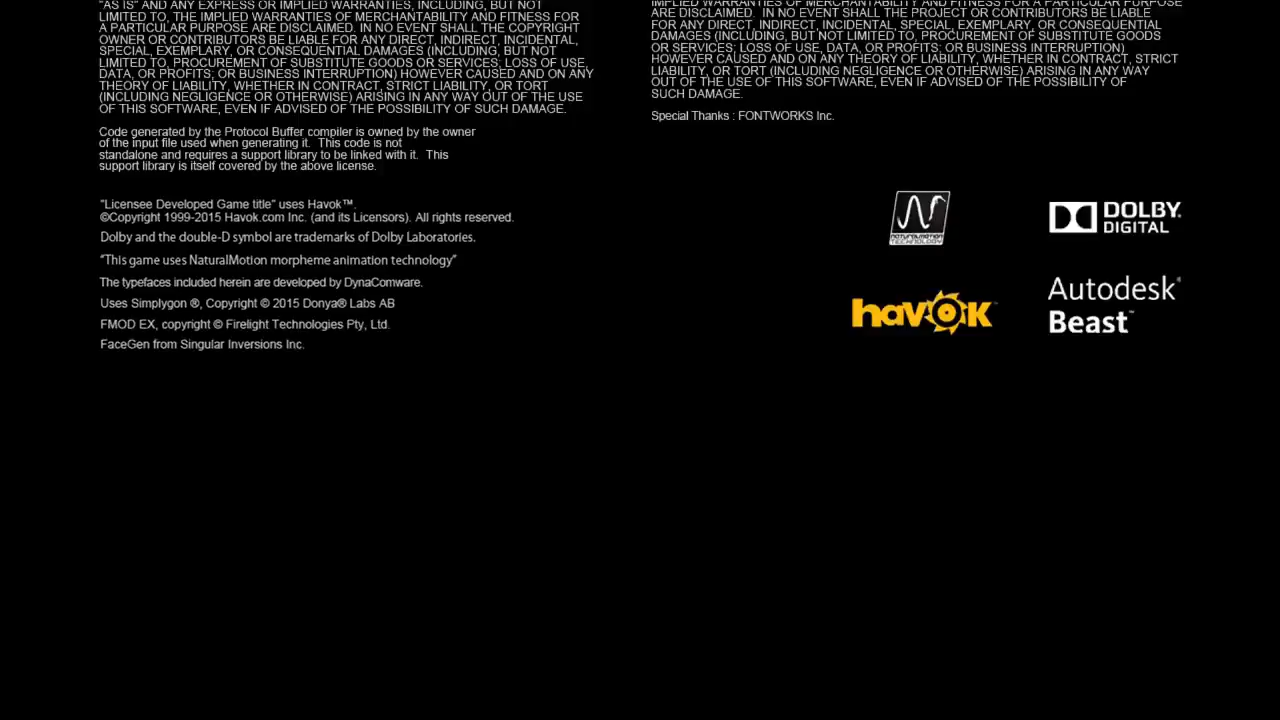 "AS IS" AND ANY EXPRESS OR IMPLIED WARRANTIES, INCLUDING, BUT NOT
LIMITED TO, THE IMPLIED WARRANTIES OF MERCHANTABILITY AND FITNESS FOR
A PARTICULAR PURPOSE ARE DISCLAIMED. IN NO EVENT SHALL THE COPYRIGHT
OWNER OR CONTRIBUTORS BE LIABLE FOR ANY DIRECT, INDIRECT, INCIDENTAL,
SPECIAL, EXEMPLARY, OR CONSEQUENTIAL DAMAGES (INCLUDING, BUT NOT
LIMITED TO, PROCUREMENT OF SUBSTITUTE GOODS OR SERVICES; LOSS OF USE,
DATA, OR PROFITS; OR BUSINESS INTERRUPTION) HOWEVER CAUSED AND ON ANY
THEORY OF LIABILITY, WHETHER IN CONTRACT, STRICT LIABILITY, OR TORT
(INCLUDING NEGLIGENCE OR OTHERWISE) ARISING IN ANY WAY OUT OF THE USE
OF THIS SOFTWARE, EVEN IF ADVISED OF THE POSSIBILITY OF SUCH DAMAGE.
Code generated by the Protocol Buffer compiler is owned by the owner
of the input file used when generating it.  This code is not
standalone and requires a support library to be linked with it.  This
support library is itself covered by the above license.
"Licensee Developed Game title" uses Havok™.
©Copyright 1999-2015 Havok.com Inc. (and its Licensors). All rights reserved.
Dolby and the double-D symbol are trademarks of Dolby Laboratories.
"This game uses NaturalMotion morpheme animation technology"
The typefaces included herein are developed by DynaComware.
Uses Simplygon ®, Copyright © 2015 Donya® Labs AB
FMOD EX, copyright © Firelight Technologies Pty, Ltd.
FaceGen from Singular Inversions Inc.
IMPLIED WARRANTIES OF MERCHANTABILITY AND FITNESS FOR A PARTICULAR PURPOSE
ARE DISCLAIMED.  IN NO EVENT SHALL THE PROJECT OR CONTRIBUTORS BE LIABLE
FOR ANY DIRECT, INDIRECT, INCIDENTAL, SPECIAL, EXEMPLARY, OR CONSEQUENTIAL
DAMAGES (INCLUDING, BUT NOT LIMITED TO, PROCUREMENT OF SUBSTITUTE GOODS
OR SERVICES; LOSS OF USE, DATA, OR PROFITS; OR BUSINESS INTERRUPTION)
HOWEVER CAUSED AND ON ANY THEORY OF LIABILITY, WHETHER IN CONTRACT, STRICT
LIABILITY, OR TORT (INCLUDING NEGLIGENCE OR OTHERWISE) ARISING IN ANY WAY
OUT OF THE USE OF THIS SOFTWARE, EVEN IF ADVISED OF THE POSSIBILITY OF
SUCH DAMAGE.
Special Thanks : FONTWORKS Inc.
NATURALMOTION
TECHNOLOGY
DOLBY®
DIGITAL
havok™
Autodesk®
Beast™